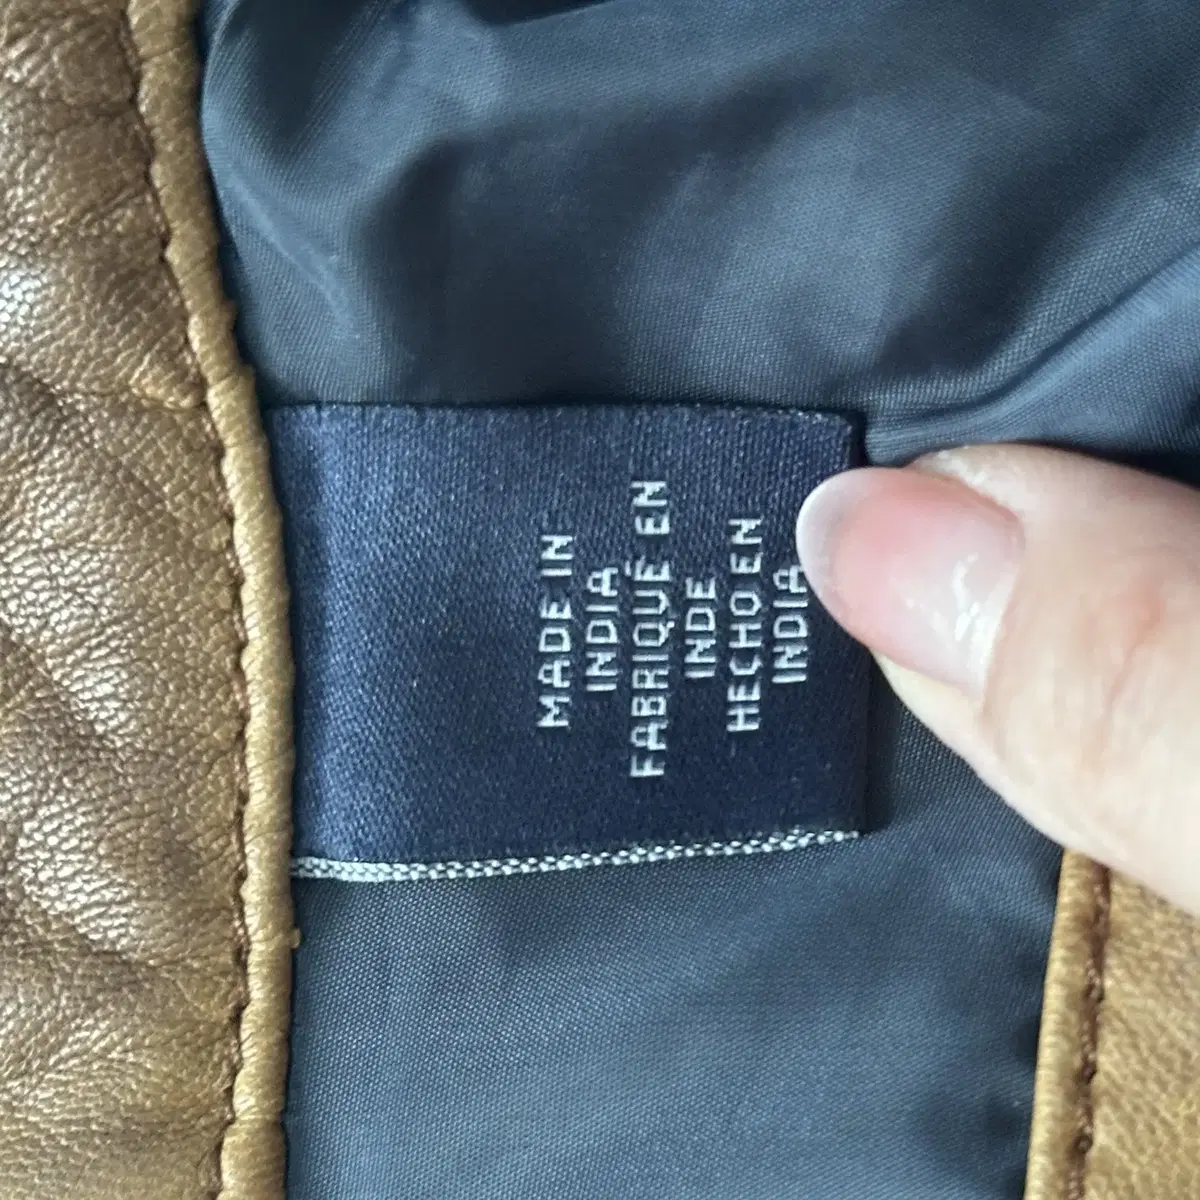 MADE IN
INDIA
FABRIQUÉ EN
INDE
HECHO EN
INDIA